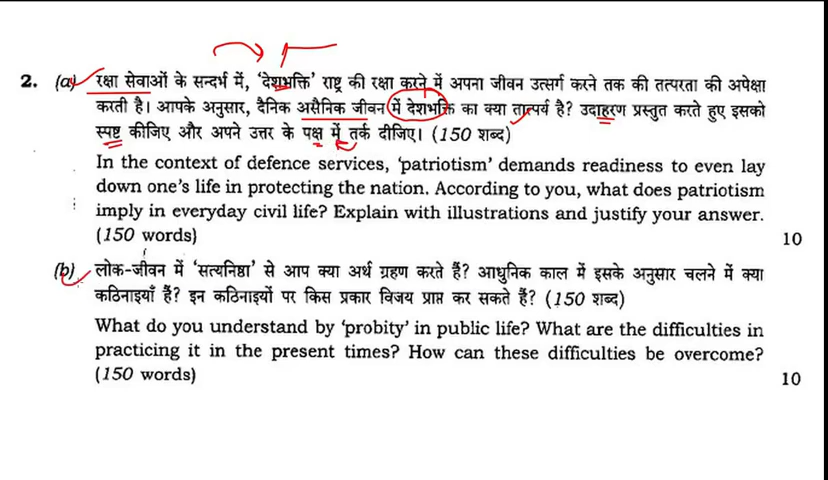 2. (a) रक्षा सेवाओं के सन्दर्भ में, 'देशभक्ति' राष्ट्र की रक्षा करने में अपना जीवन उत्सर्ग करने तक की तत्परता की अपेक्षा
करती है। आपके अनुसार, दैनिक असैनिक जीवन में देशभक्ति का क्या तात्पर्य है? उदाहरण प्रस्तुत करते हुए इसको
स्पष्ट कीजिए और अपने उत्तर के पक्ष में तर्क दीजिए। (150 शब्द)
In the context of defence services, 'patriotism' demands readiness to even lay
down one's life in protecting the nation. According to you, what does patriotism
imply in everyday civil life? Explain with illustrations and justify your answer.
(150 words) 10
(b) लोक-जीवन में 'सत्यनिष्ठा' से आप क्या अर्थ ग्रहण करते हैं? आधुनिक काल में इसके अनुसार चलने में क्या
कठिनाइयाँ हैं? इन कठिनाइयों पर किस प्रकार विजय प्राप्त कर सकते हैं? (150 शब्द)
What do you understand by 'probity' in public life? What are the difficulties in
practicing it in the present times? How can these difficulties be overcome?
(150 words) 10